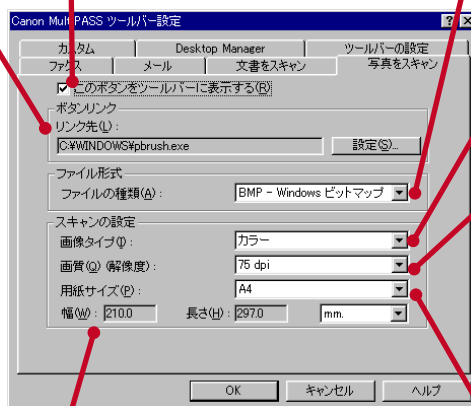 Canon MultiPASS ツールバー設定
カスタム Desktop Manager ツールバーの設定
ファクス メール 文書をスキャン 写真をスキャン
このボタンをツールバーに表示する(R)
ボタンリンク
リンク先(L):
C:¥WINDOWS¥pbrush.exe 設定(S)...
ファイル形式
ファイルの種類(A): BMP - Windows ビットマップ
スキャンの設定
画像タイプ(I): カラー
画質(Q) (解像度): 75 dpi
用紙サイズ(P): A4
幅(W): 210.0 長さ(H): 297.0 mm.
OK キャンセル ヘルプ